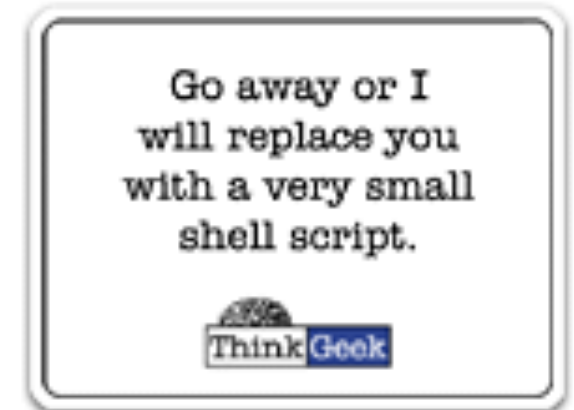 Go away or I
will replace you
with a very small
shell script.
ThinkGeek